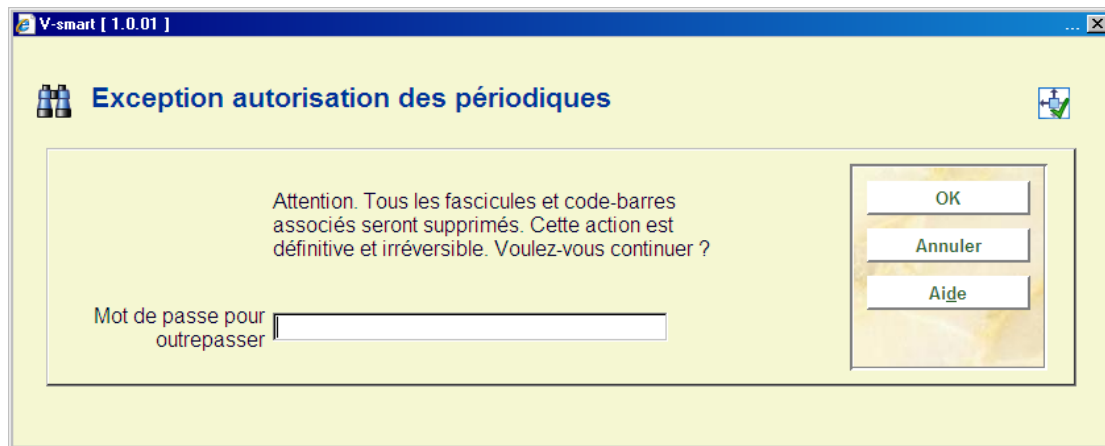 V-smart [ 1.0.01 ]
...
Exception autorisation des périodiques
Attention. Tous les fascicules et code-barres
associés seront supprimés. Cette action est
définitive et irréversible. Voulez-vous continuer ?
Mot de passe pour
outrepasser
OK
Annuler
Aide